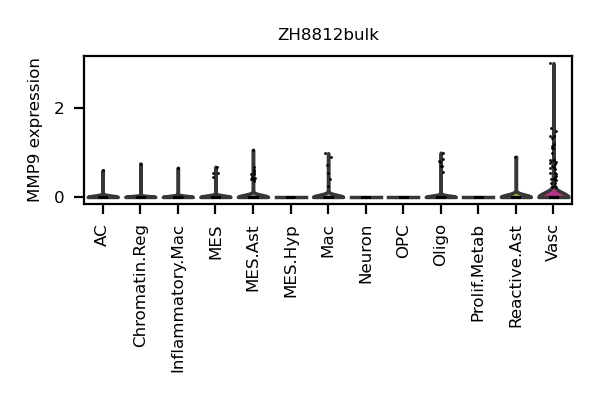 ZH8812bulk
MMP9 expression
2
0
AC
Chromatin.Reg
Inflammatory.Mac
MES
MES.Ast
MES.Hyp
Mac
Neuron
OPC
Oligo
Prolif.Metab
Reactive.Ast
Vasc